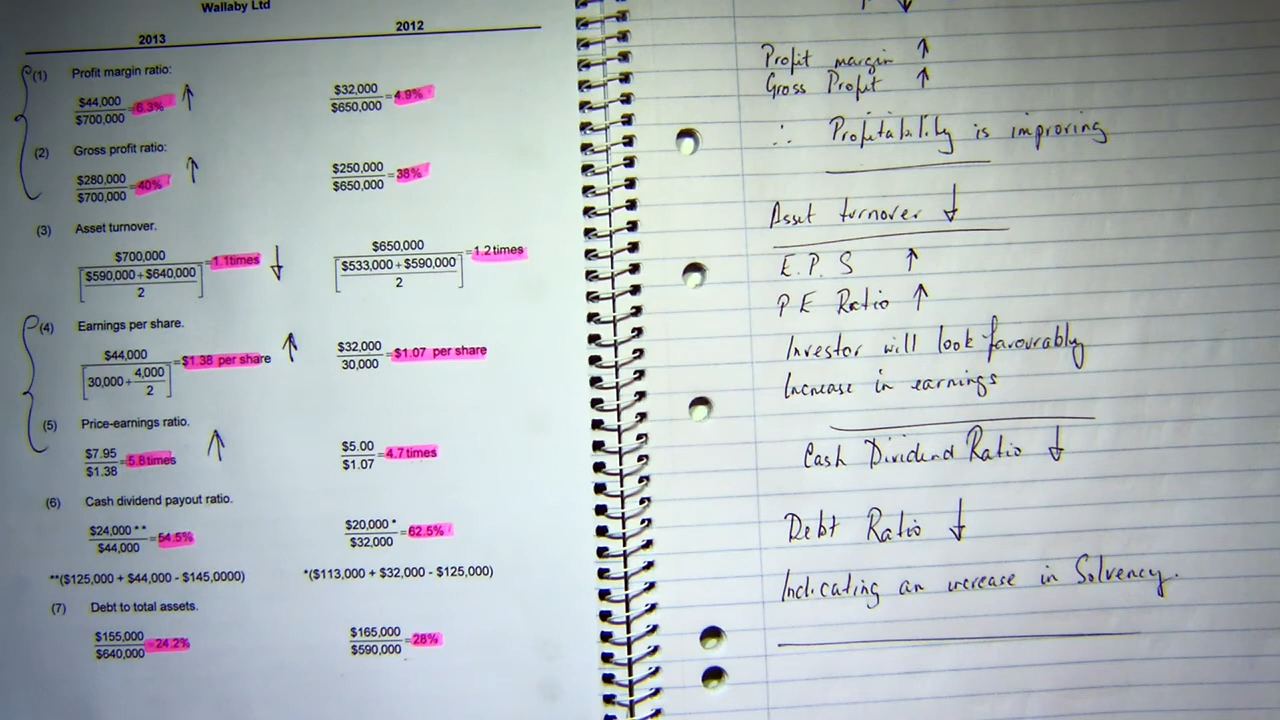 Wallaby Ltd
2013 2012
(1) Profit margin ratio:
$44,000 / $700,000 = 6.3% ↑ $32,000 / $650,000 = 4.9%
(2) Gross profit ratio:
$280,000 / $700,000 = 40% ↑ $250,000 / $650,000 = 38%
(3) Asset turnover.
$700,000 / [($590,000 + $640,000) / 2] = 1.1 times ↓ $650,000 / [($533,000 + $590,000) / 2] = 1.2 times
(4) Earnings per share.
$44,000 / [30,000 + 4,000 / 2] = $1.38 per share ↑ $32,000 / 30,000 = $1.07 per share
(5) Price-earnings ratio.
$7.95 / $1.38 = 5.8 times ↑ $5.00 / $1.07 = 4.7 times
(6) Cash dividend payout ratio.
$24,000 ** / $44,000 = 54.5% $20,000 * / $32,000 = 62.5%
**($125,000 + $44,000 - $145,0000) *($113,000 + $32,000 - $125,000)
(7) Debt to total assets.
$155,000 / $640,000 = 24.2% $165,000 / $590,000 = 28%
Profit margin ↑
Gross Profit ↑
∴ Profitability is improving
Asset turnover ↓
E.P.S ↑
P E Ratio ↑
Investor will look favourably
Increase in earnings
Cash Dividend Ratio ↓
Debt Ratio ↓
Indicating an increase in Solvency.